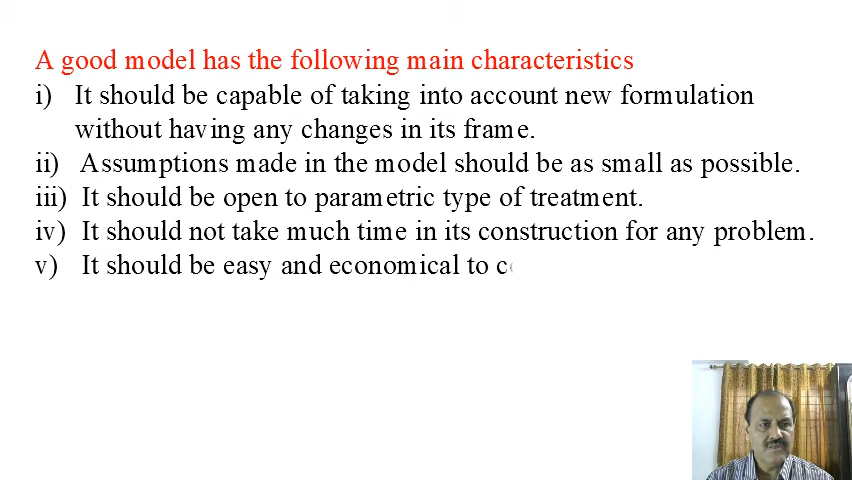 A good model has the following main characteristics
i) It should be capable of taking into account new formulation
without having any changes in its frame.
ii) Assumptions made in the model should be as small as possible.
iii) It should be open to parametric type of treatment.
iv) It should not take much time in its construction for any problem.
v) It should be easy and economical to